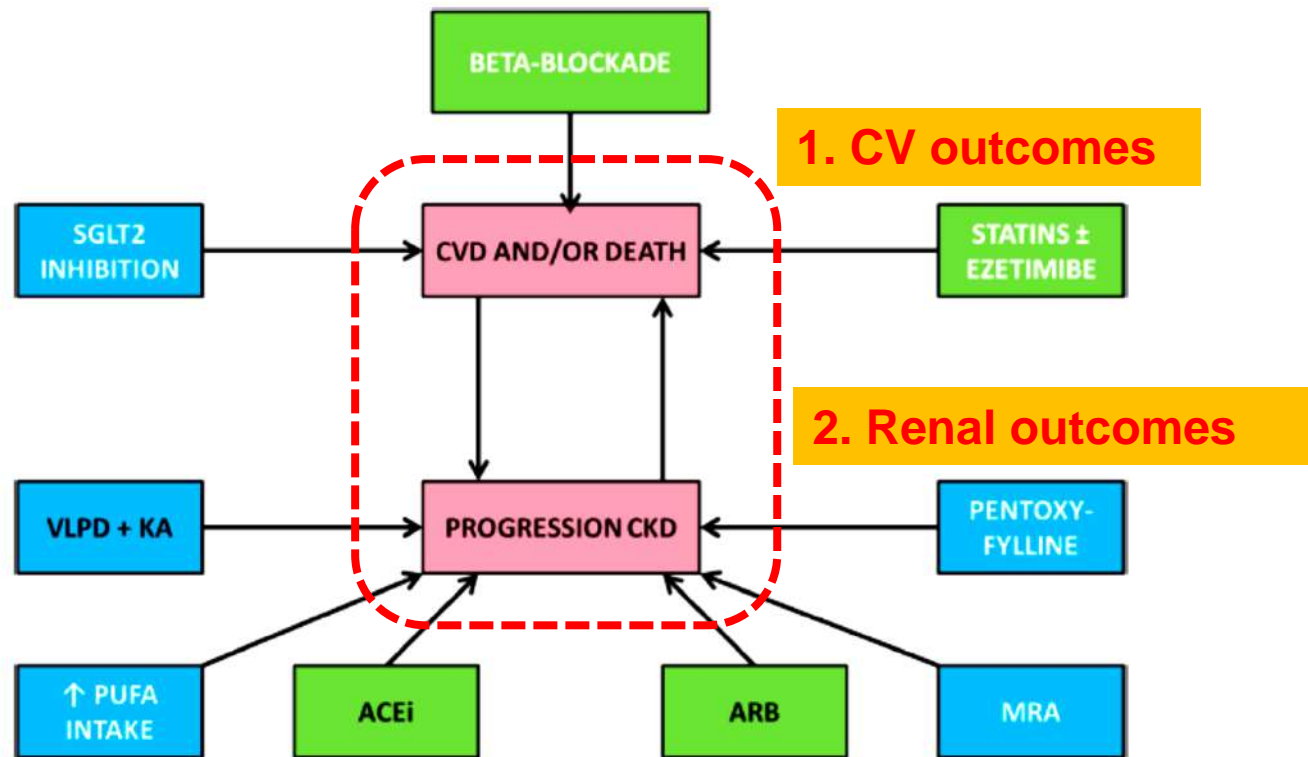 BETA-BLOCKADE
1. CV outcomes
SGLT2
INHIBITION
CVD AND/OR DEATH
STATINS ±
EZETIMIBE
2. Renal outcomes
VLPD + KA
PROGRESSION CKD
PENTOXY-
FYLLINE
↑ PUFA
INTAKE
ACEi
ARB
MRA